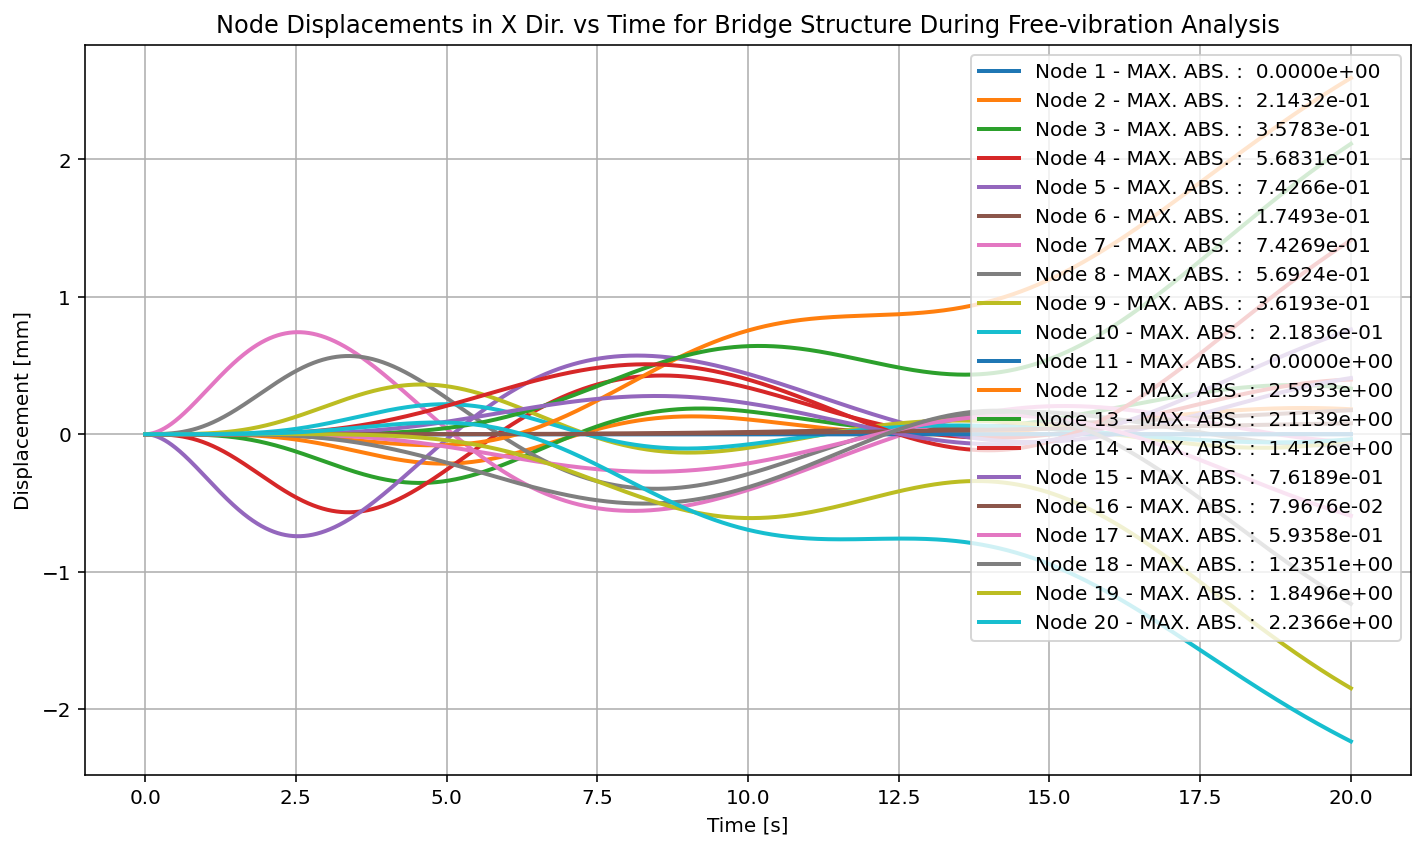 Node Displacements in X Dir. vs Time for Bridge Structure During Free-vibration Analysis
Node 1 - MAX. ABS. :  0.0000e+00
Node 2 - MAX. ABS. :  2.1432e-01
Node 3 - MAX. ABS. :  3.5783e-01
Node 4 - MAX. ABS. :  5.6831e-01
Node 5 - MAX. ABS. :  7.4266e-01
Node 6 - MAX. ABS. :  1.7493e-01
Node 7 - MAX. ABS. :  7.4269e-01
Node 8 - MAX. ABS. :  5.6924e-01
Node 9 - MAX. ABS. :  3.6193e-01
Node 10 - MAX. ABS. :  2.1836e-01
Node 11 - MAX. ABS. :  0.0000e+00
Node 12 - MAX. ABS. :  2.5933e+00
Node 13 - MAX. ABS. :  2.1139e+00
Node 14 - MAX. ABS. :  1.4126e+00
Node 15 - MAX. ABS. :  7.6189e-01
Node 16 - MAX. ABS. :  7.9676e-02
Node 17 - MAX. ABS. :  5.9358e-01
Node 18 - MAX. ABS. :  1.2351e+00
Node 19 - MAX. ABS. :  1.8496e+00
Node 20 - MAX. ABS. :  2.2366e+00
Displacement [mm]
2
1
0
−1
−2
0.0 2.5 5.0 7.5 10.0 12.5 15.0 17.5 20.0
Time [s]